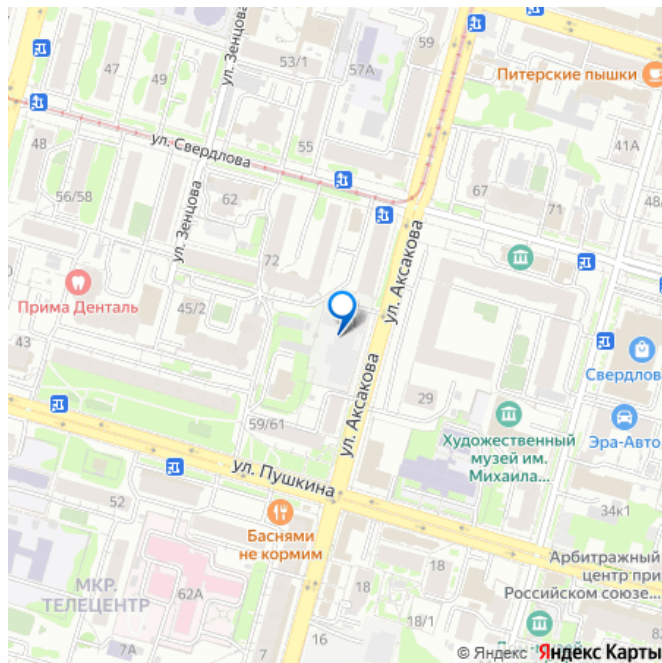 59
53/1
57А
47
49
ул. Зенцова
Питерские пышки
48
ул. Свердлова
55
41А
56/58
62
67
71
48/
ул. Зенцова
72
ул. Аксакова
Прима Денталь
45/2
43
Свердлов
ул. Аксакова
29
59/61
Художественный
музей им.
Михаила...
Эра-Авто
ул. Пушкина
52
34к1
Баснями
не кормим
Арбитражный
центр при
Российском союзе...
МКР.
ТЕЛЕЦЕНТР
62А
18
18
18/1
7А
7
16
© Яндекс
Яндекс Карты